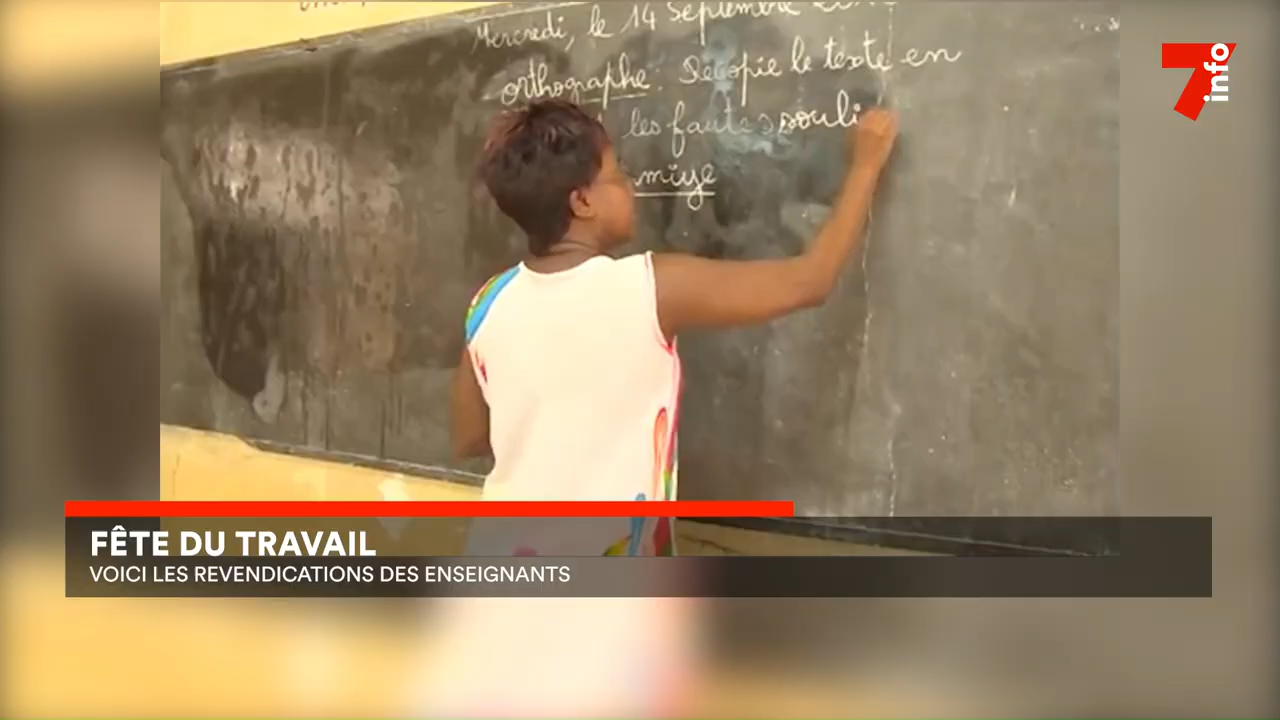 Mercredi, le 14 Septembre
orthographe : Recopie le texte en
les fautes souli
7 info
FÊTE DU TRAVAIL
VOICI LES REVENDICATIONS DES ENSEIGNANTS